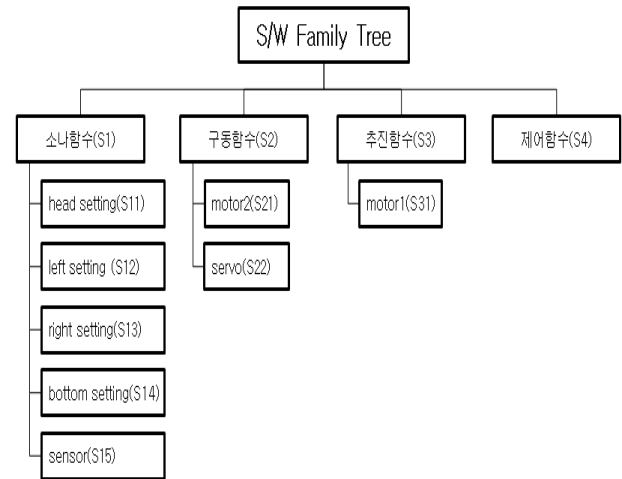 S/W Family Tree
소나함수(S1)
구동함수(S2)
추진함수(S3)
제어함수(S4)
head setting(S11)
motor2(S21)
motor1(S31)
left setting (S12)
servo(S22)
right setting(S13)
bottom setting(S14)
sensor(S15)